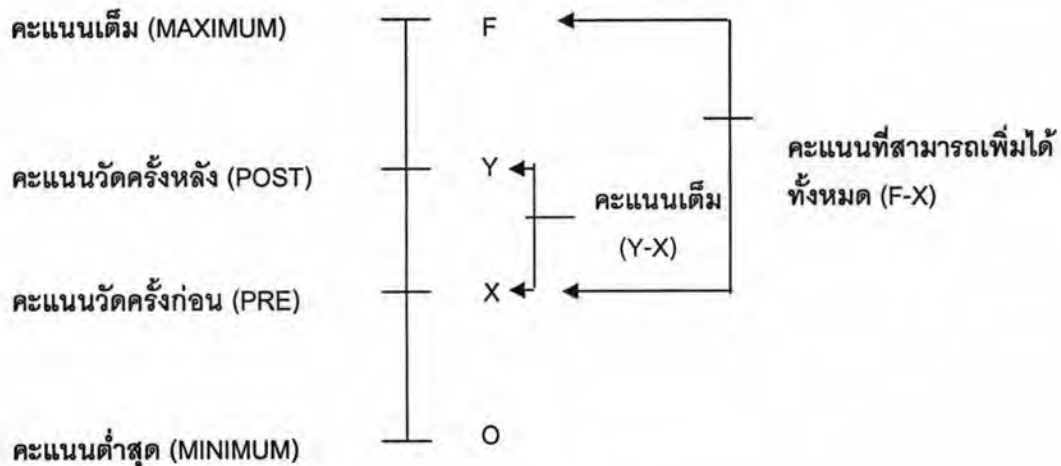 คะแนนเต็ม (MAXIMUM) F
คะแนนที่สามารถเพิ่มได้
ทั้งหมด (F-X)
คะแนนวัดครั้งหลัง (POST) Y
คะแนนเต็ม
(Y-X)
คะแนนวัดครั้งก่อน (PRE) X
คะแนนต่ำสุด (MINIMUM) O